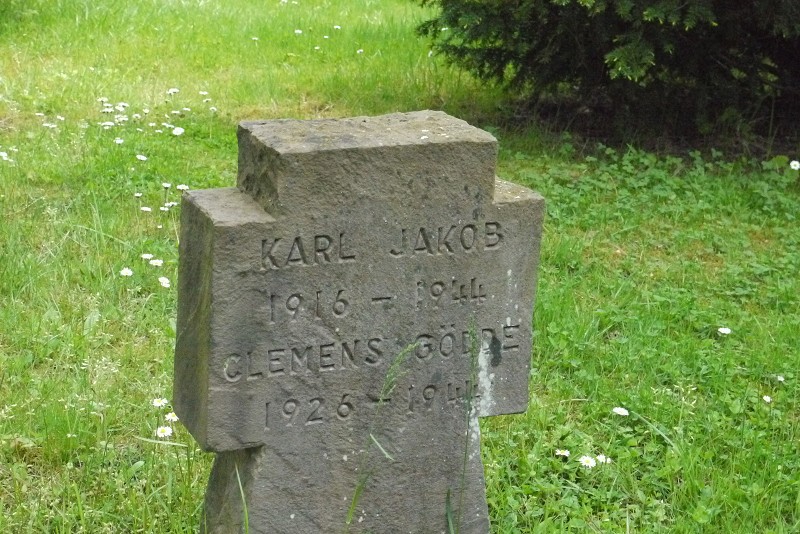 KARL JAKOB
1916 – 1944
CLEMENS GÖDDE
1926 – 1944